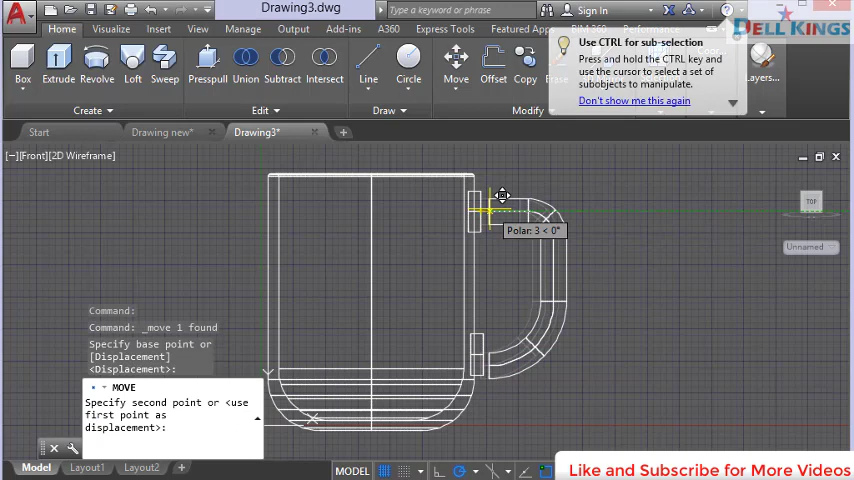 Drawing3.dwg
Type a keyword or phrase
Sign In
DELL KINGS
Home
Visualize
Insert
Output
Add-ins
A360
Express Tools
Featured Apps
BIM 360
Performance
Box
Extrude
Revolve
Loft
Sweep
Presspull
Union
Subtract
Intersect
Line
Circle
Move
Offset
Copy
Layers...
Create
Edit
Draw
Modify
Use CTRL for sub-selection
Press and hold the CTRL key and
use the cursor to select a set of
subobjects to manipulate.
Don't show me this again
Start
Drawing new*
Drawing3*
[−][Front][2D Wireframe]
TOP
Unnamed
Polar: 3 < 0°
Command:
Command: _move 1 found
Specify base point or
[Displacement]
<Displacement>:
MOVE
Specify second point or <use
first point as
displacement>:
Model
Layout1
Layout2
MODEL
Like and Subscribe for More Videos